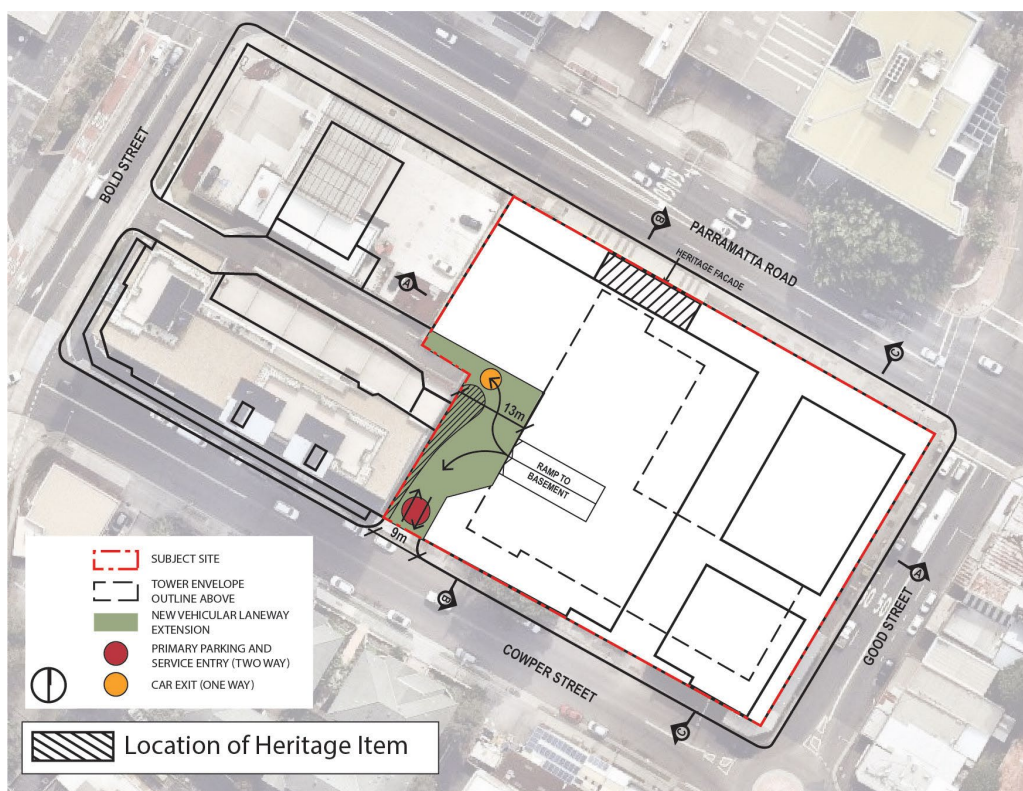 BOLD STREET
PARRAMATTA ROAD
HERITAGE FACADE
B
A
C
13m
RAMP TO
BASEMENT
9m
B
A
GOOD STREET
COWPER STREET
C
SUBJECT SITE
TOWER ENVELOPE
OUTLINE ABOVE
NEW VEHICULAR LANEWAY
EXTENSION
PRIMARY PARKING AND
SERVICE ENTRY (TWO WAY)
CAR EXIT (ONE WAY)
Location of Heritage Item